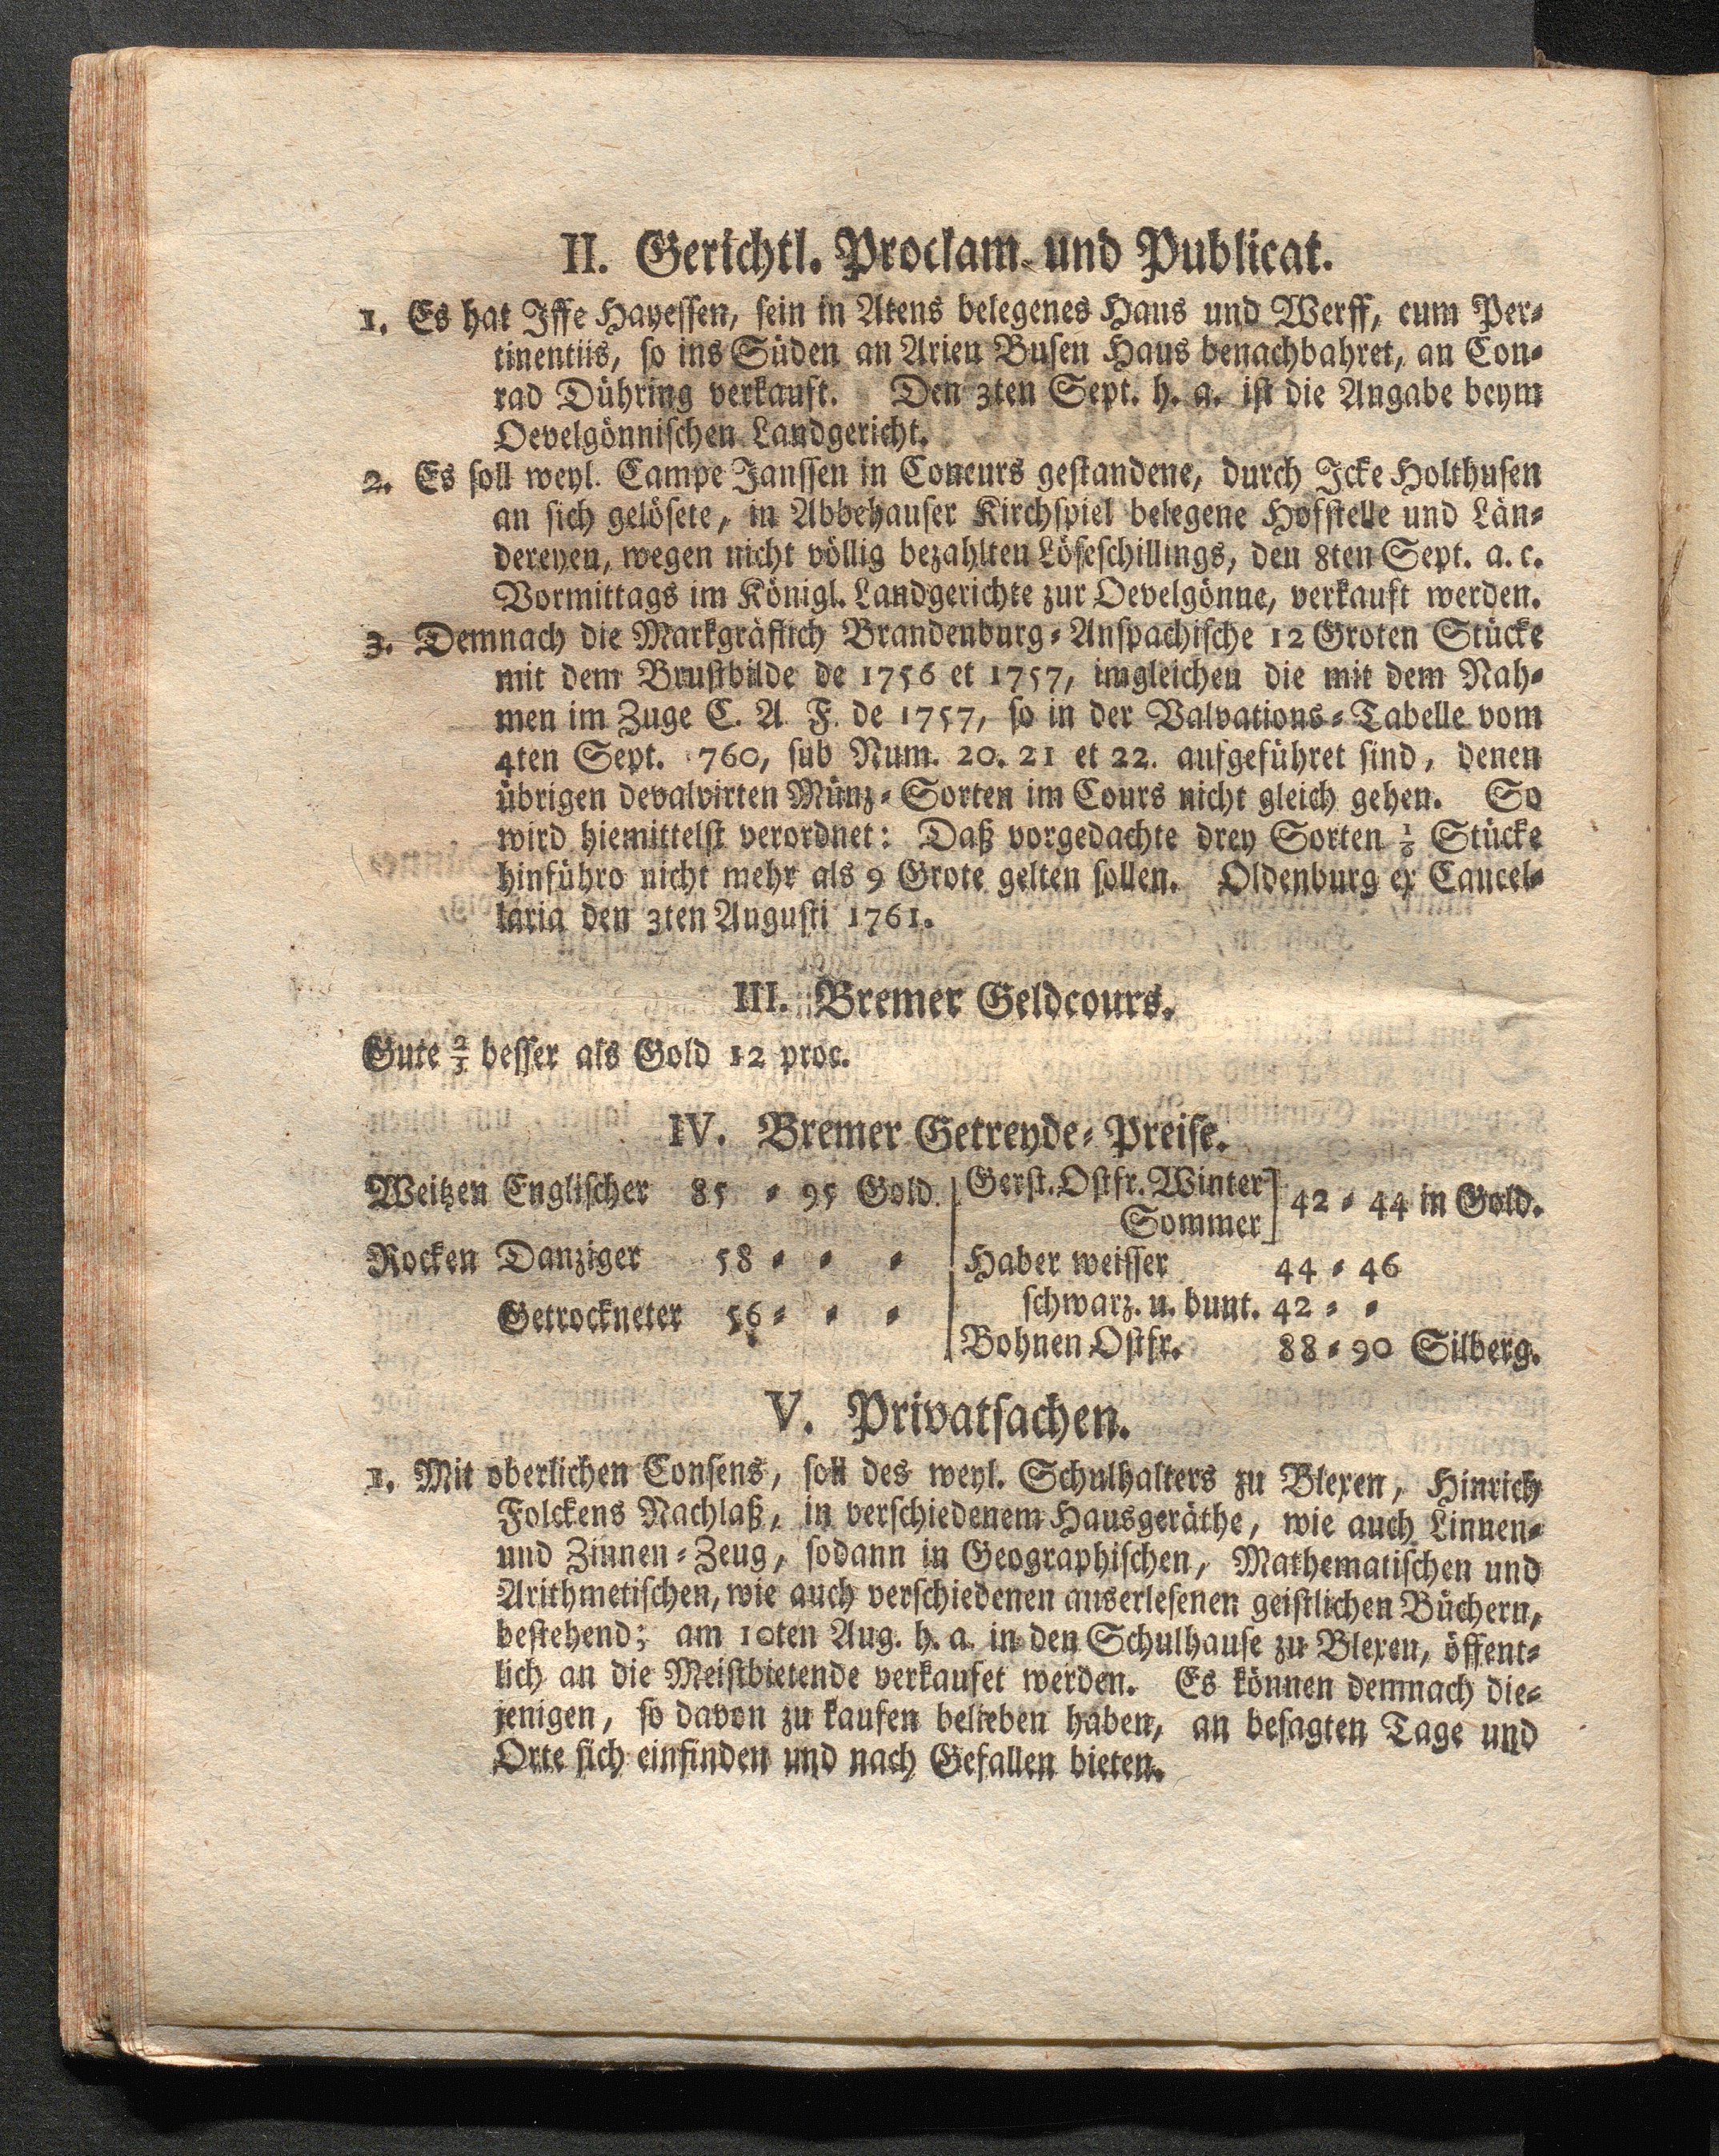 II. Gerichtl. Proclam. und Publicat.
1. Es hat Iffe Hayessen, sein in Atens belegenes Haus und Werff, cum Per-
tinentiis, so ins Süden an Arien Busen Haus benachbahret, an Con-
rad Dühring verkauft. Den 3ten Sept. h. a. ist die Angabe beym
Oevelgönnischen Landgericht.
2. Es soll weyl. Campe Janssen in Concurs gestandene, durch Icke Holthusen
an sich gelösete, in Abbehauser Kirchspiel belegene Hofstelle und Län-
dereyen, wegen nicht völlig bezahlten Löseschillings, den 8ten Sept. a. c.
Vormittags im Königl. Landgerichte zur Oevelgönne, verkauft werden.
3. Demnach die Markgräflich Brandenburg-Anspachische 12 Groten Stücke
mit dem Brustbilde de 1756 et 1757, imgleichen die mit dem Nah-
men im Zuge C. A F. de 1757, so in der Valvations-Tabelle vom
4ten Sept. 760, sub Num. 20. 21 et 22. aufgeführet sind, denen
übrigen devalvirten Münz-Sorten im Cours nicht gleich gehen. So
wird hiemittelst verordnet: Daß vorgedachte drey Sorten 1/6 Stücke
hinführo nicht mehr als 9 Grote gelten sollen. Oldenburg ex Cancel-
laria den 3ten Augusti 1761.
III. Bremer Geldcours.
Gute 2/3 besser als Gold 12 proc.
IV. Bremer Getreyde-Preise.
Weitzen Englischer 85 - 95 Gold.
Rocken Danziger 58 - - -
Getrockneter 56 - - -
Gerst. Ostfr. Winter
Sommer] 42 - 44 in Gold.
Haber weisser 44 - 46
schwarz. u. bunt. 42 - -
Bohnen Ostfr. 88 - 90 Silberg.
V. Privatsachen.
1. Mit oberlichen Consens, soll des weyl. Schulhalters zu Blexen, Hinrich
Folckens Nachlaß, in verschiedenem Hausgeräthe, wie auch Linnen-
und Zinnen-Zeug, sodann in Geographischen, Mathematischen und
Arithmetischen, wie auch verschiedenen auserlesenen geistlichen Büchern,
bestehend; am 10ten Aug. h. a. in den Schulhause zu Blexen, öffent-
lich an die Meistbietende verkaufet werden. Es können demnach die-
jenigen, so davon zu kaufen belieben haben, an besagten Tage und
Orte sich einfinden und nach Gefallen bieten.